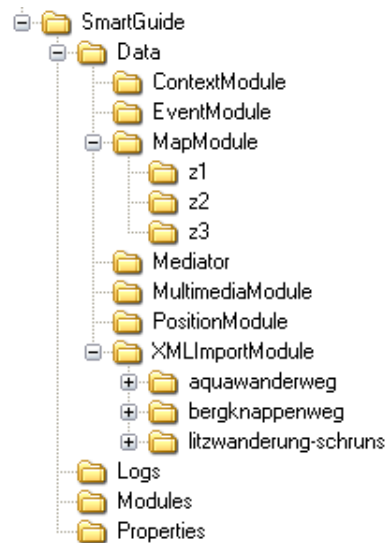 SmartGuide
Data
ContextModule
EventModule
MapModule
z1
z2
z3
Mediator
MultimediaModule
PositionModule
XMLImportModule
aquawanderweg
bergknappenweg
litzwanderung-schruns
Logs
Modules
Properties